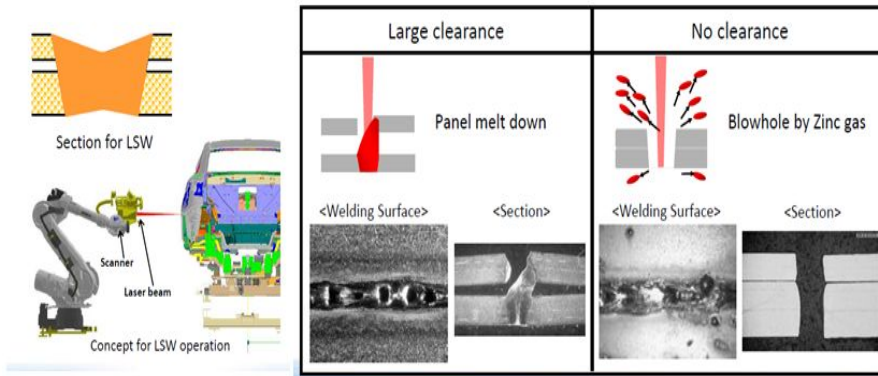 Section for LSW
Scanner
Laser beam
Concept for LSW operation
Large clearance
No clearance
Panel melt down
Blowhole by Zinc gas
<Welding Surface>
<Section>
<Welding Surface>
<Section>